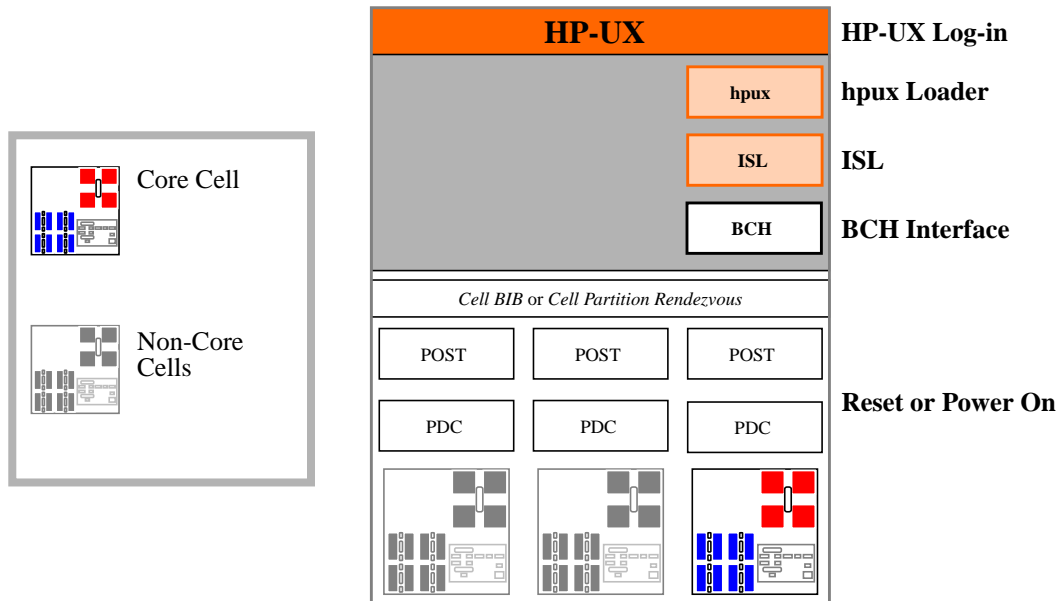 HP-UX
HP-UX Log-in
hpux
hpux Loader
Core Cell
ISL
ISL
BCH
BCH Interface
Cell BIB or Cell Partition Rendezvous
Non-Core
Cells
POST
POST
POST
Reset or Power On
PDC
PDC
PDC